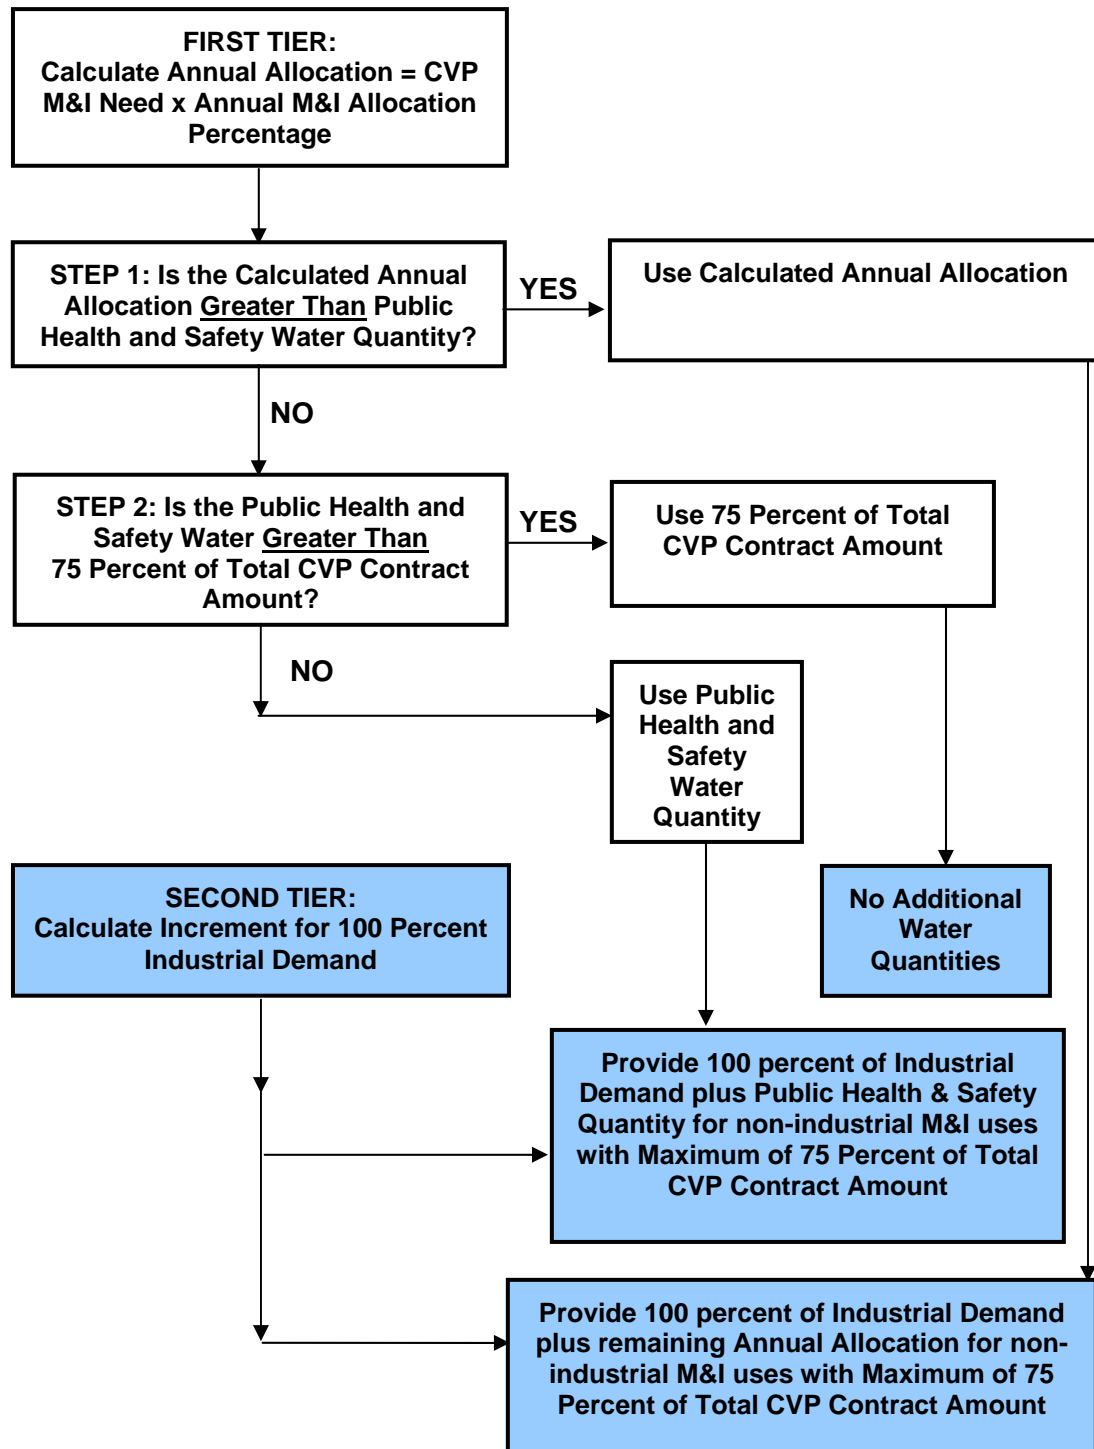 FIRST TIER:
Calculate Annual Allocation = CVP
M&I Need x Annual M&I Allocation
Percentage
STEP 1: Is the Calculated Annual
Allocation Greater Than Public
Health and Safety Water Quantity?
YES
Use Calculated Annual Allocation
NO
STEP 2: Is the Public Health and
Safety Water Greater Than
75 Percent of Total CVP Contract
Amount?
YES
Use 75 Percent of Total
CVP Contract Amount
NO
Use Public
Health and
Safety
Water
Quantity
SECOND TIER:
Calculate Increment for 100 Percent
Industrial Demand
No Additional
Water
Quantities
Provide 100 percent of Industrial
Demand plus Public Health & Safety
Quantity for non-industrial M&I uses
with Maximum of 75 Percent of Total
CVP Contract Amount
Provide 100 percent of Industrial Demand
plus remaining Annual Allocation for non-
industrial M&I uses with Maximum of 75
Percent of Total CVP Contract Amount